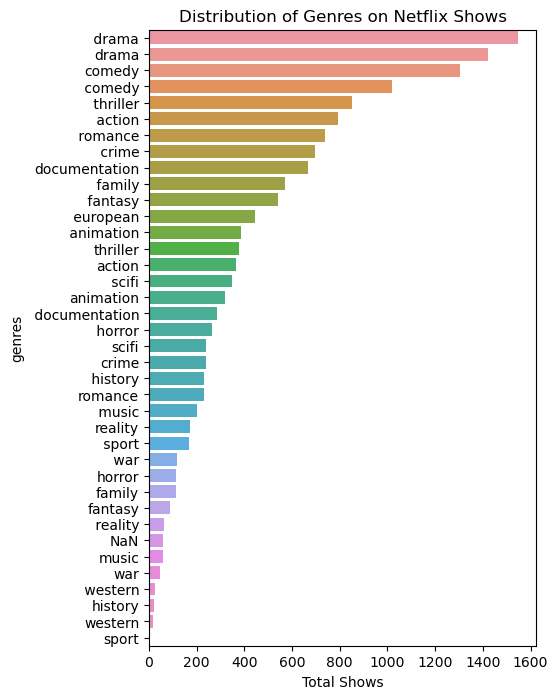 Distribution of Genres on Netflix Shows
drama
drama
comedy
comedy
thriller
action
romance
crime
documentation
family
fantasy
european
animation
thriller
action
scifi
animation
documentation
horror
scifi
crime
history
romance
music
reality
sport
war
horror
family
fantasy
reality
NaN
music
war
western
history
western
sport
genres
0 200 400 600 800 1000 1200 1400 1600
Total Shows